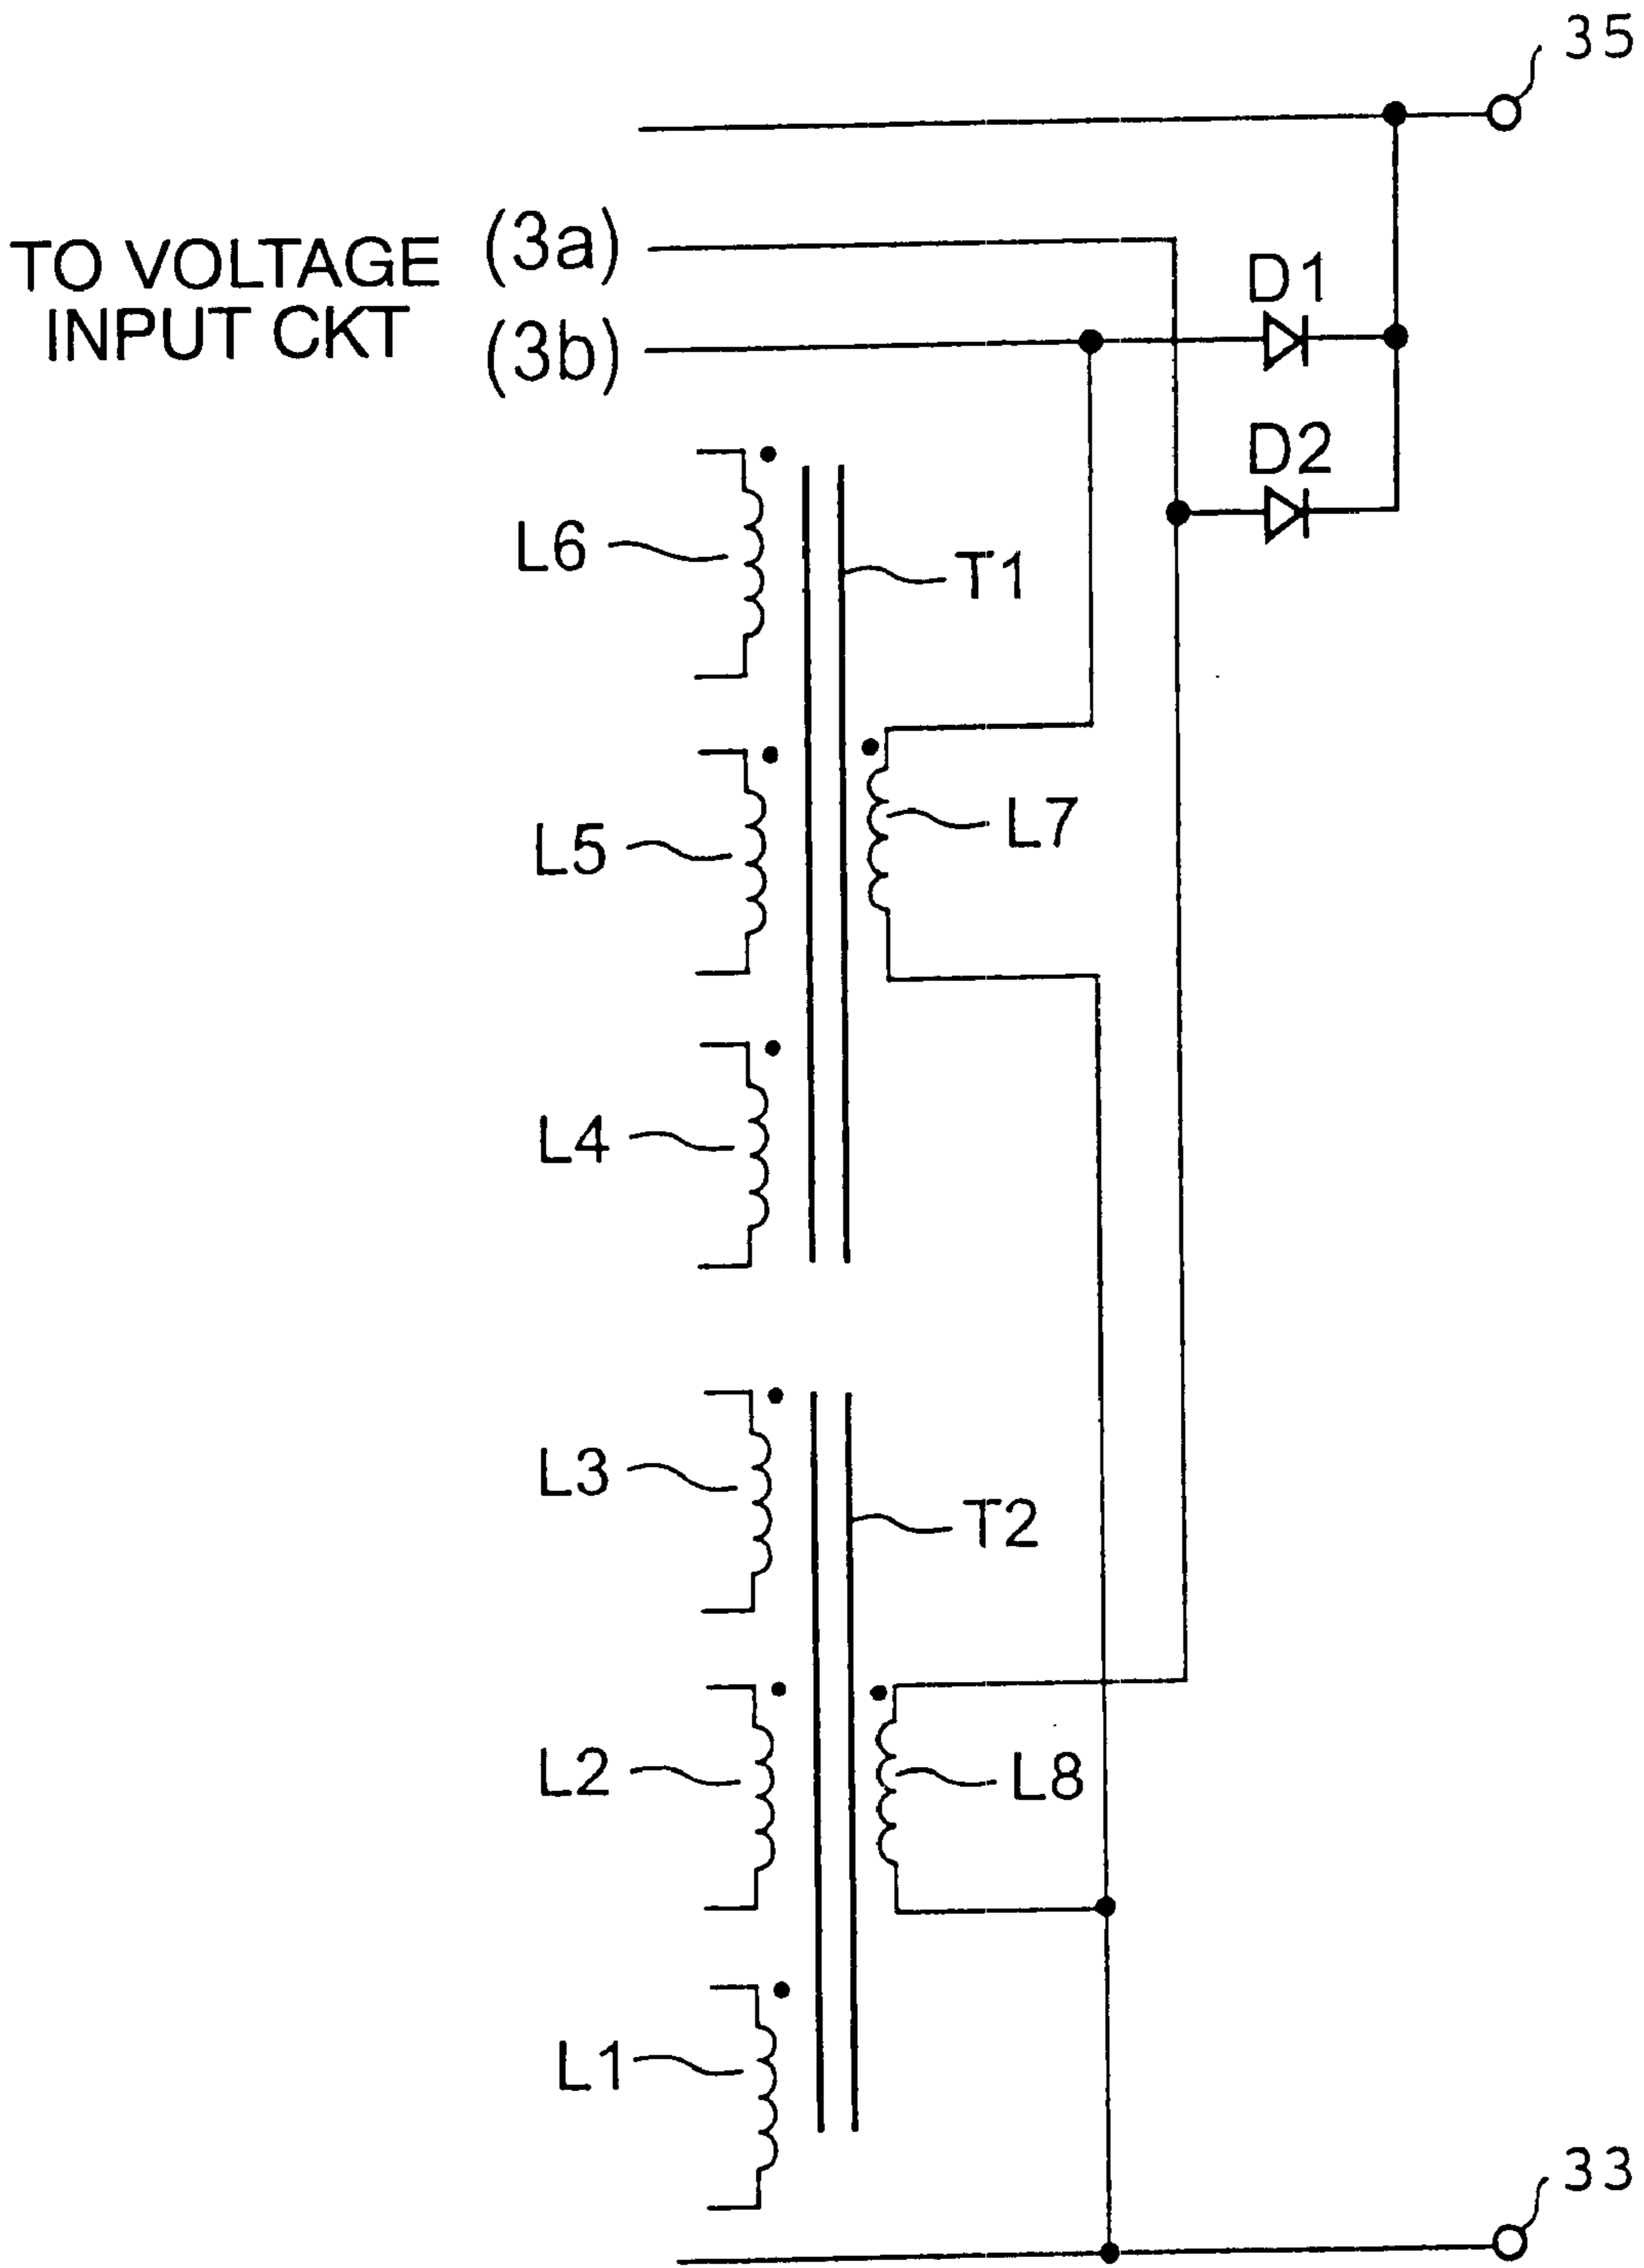 35
TO VOLTAGE (3a)
INPUT CKT (3b)
D1
D2
L6
T1
L7
L5
L4
L3
T2
L2
L8
L1
33